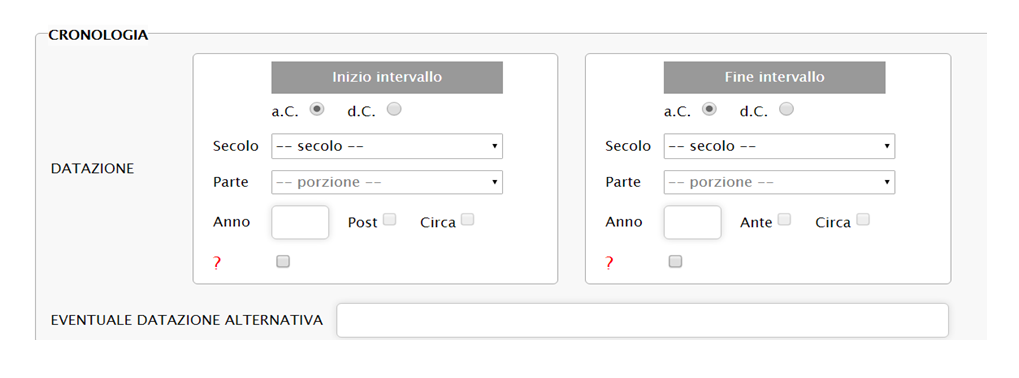 CRONOLOGIA
Inizio intervallo
a.C. d.C.
Secolo -- secolo --
Parte -- porzione --
Anno Post Circa
?
Fine intervallo
a.C. d.C.
Secolo -- secolo --
Parte -- porzione --
Anno Ante Circa
?
DATAZIONE
EVENTUALE DATAZIONE ALTERNATIVA